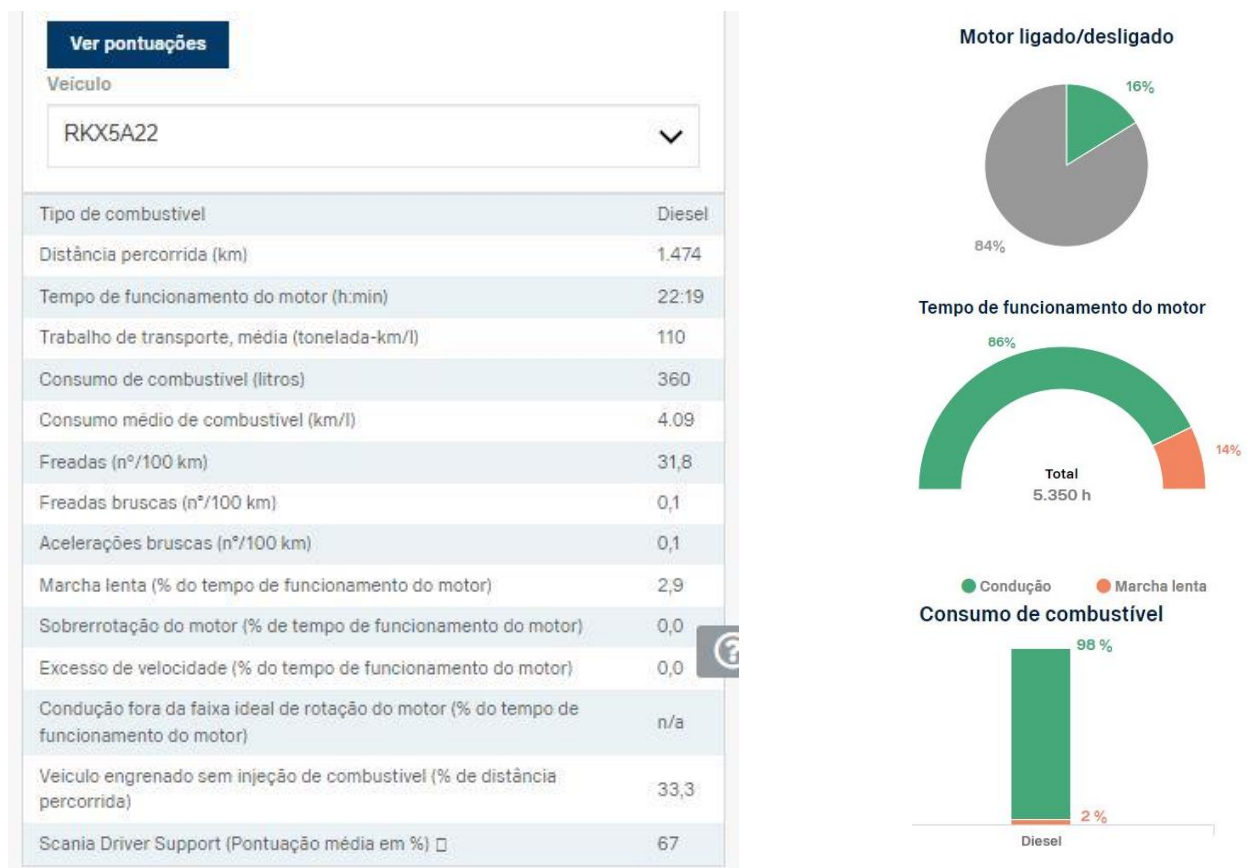 Ver pontuações
Veículo
RKX5A22
Tipo de combustível Diesel
Distância percorrida (km) 1.474
Tempo de funcionamento do motor (h:min) 22:19
Trabalho de transporte, média (tonelada-km/l) 110
Consumo de combustível (litros) 360
Consumo médio de combustível (km/l) 4.09
Freadas (nº/100 km) 31,8
Freadas bruscas (n°/100 km) 0,1
Acelerações bruscas (n°/100 km) 0,1
Marcha lenta (% do tempo de funcionamento do motor) 2,9
Sobrerrotação do motor (% de tempo de funcionamento do motor) 0,0
Excesso de velocidade (% do tempo de funcionamento do motor) 0,0
Condução fora da faixa ideal de rotação do motor (% do tempo de
funcionamento do motor) n/a
Veículo engrenado sem injeção de combustível (% de distância
percorrida) 33,3
Scania Driver Support (Pontuação média em %) 67
?
Motor ligado/desligado
16%
84%
Tempo de funcionamento do motor
86%
14%
Total
5.350 h
Condução Marcha lenta
Consumo de combustível
98 %
2 %
Diesel